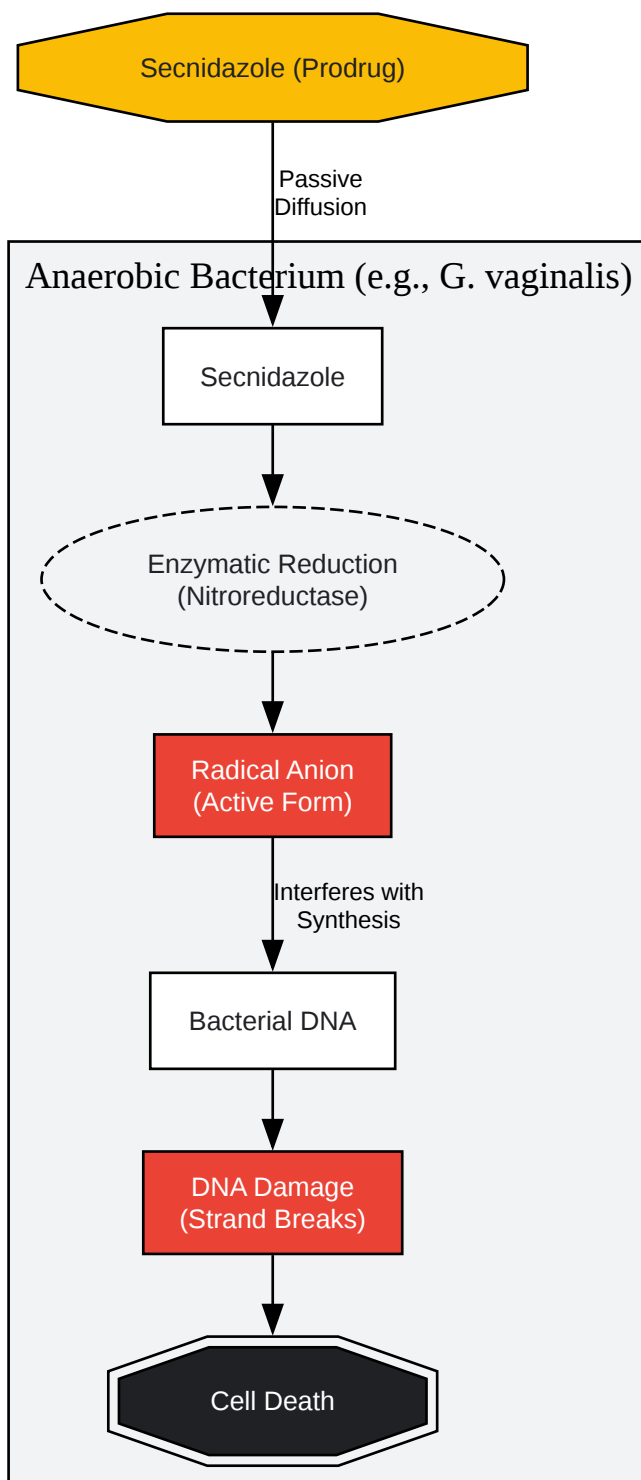 Secnidazole (Prodrug)
Passive
Diffusion
Anaerobic Bacterium (e.g., G. vaginalis)
Secnidazole
Enzymatic Reduction
(Nitroreductase)
Radical Anion
(Active Form)
Interferes with
Synthesis
Bacterial DNA
DNA Damage
(Strand Breaks)
Cell Death